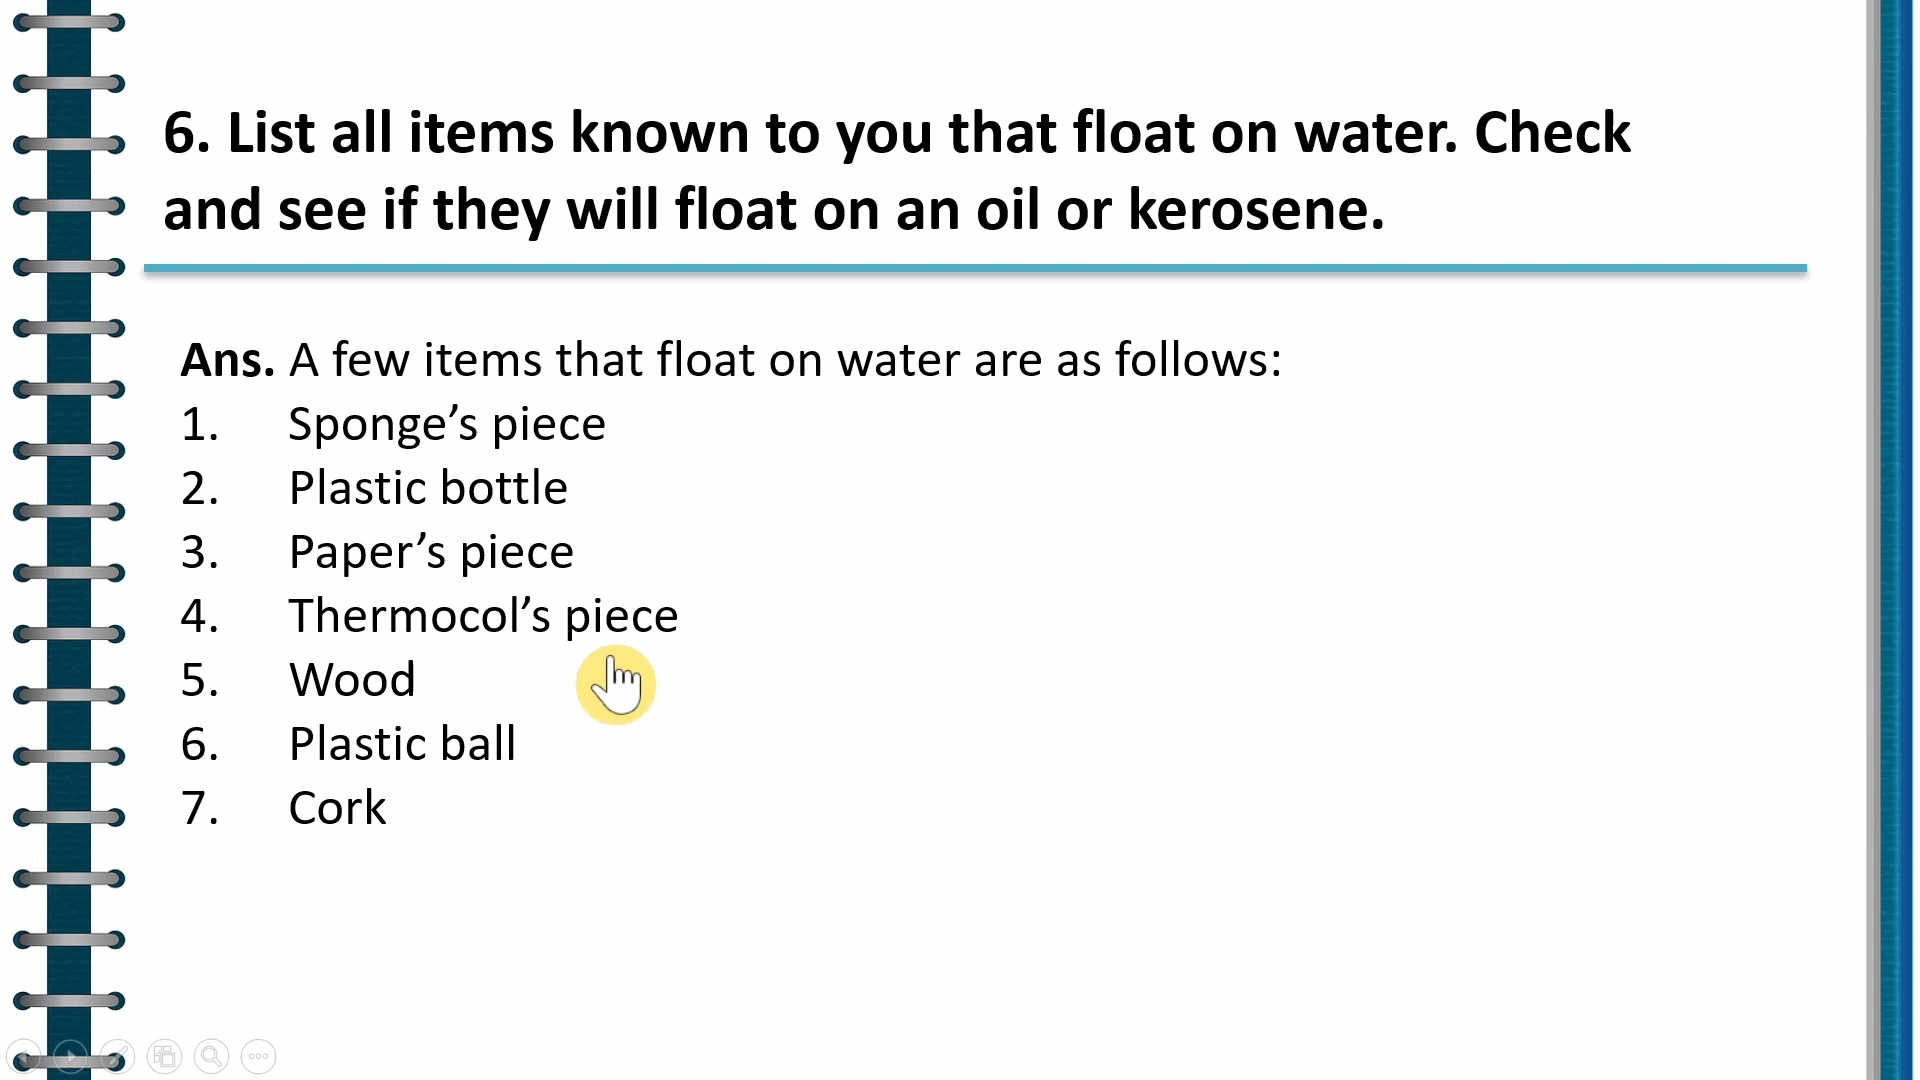 6. List all items known to you that float on water. Check
and see if they will float on an oil or kerosene.
Ans. A few items that float on water are as follows:
1. Sponge’s piece
2. Plastic bottle
3. Paper’s piece
4. Thermocol’s piece
5. Wood
6. Plastic ball
7. Cork